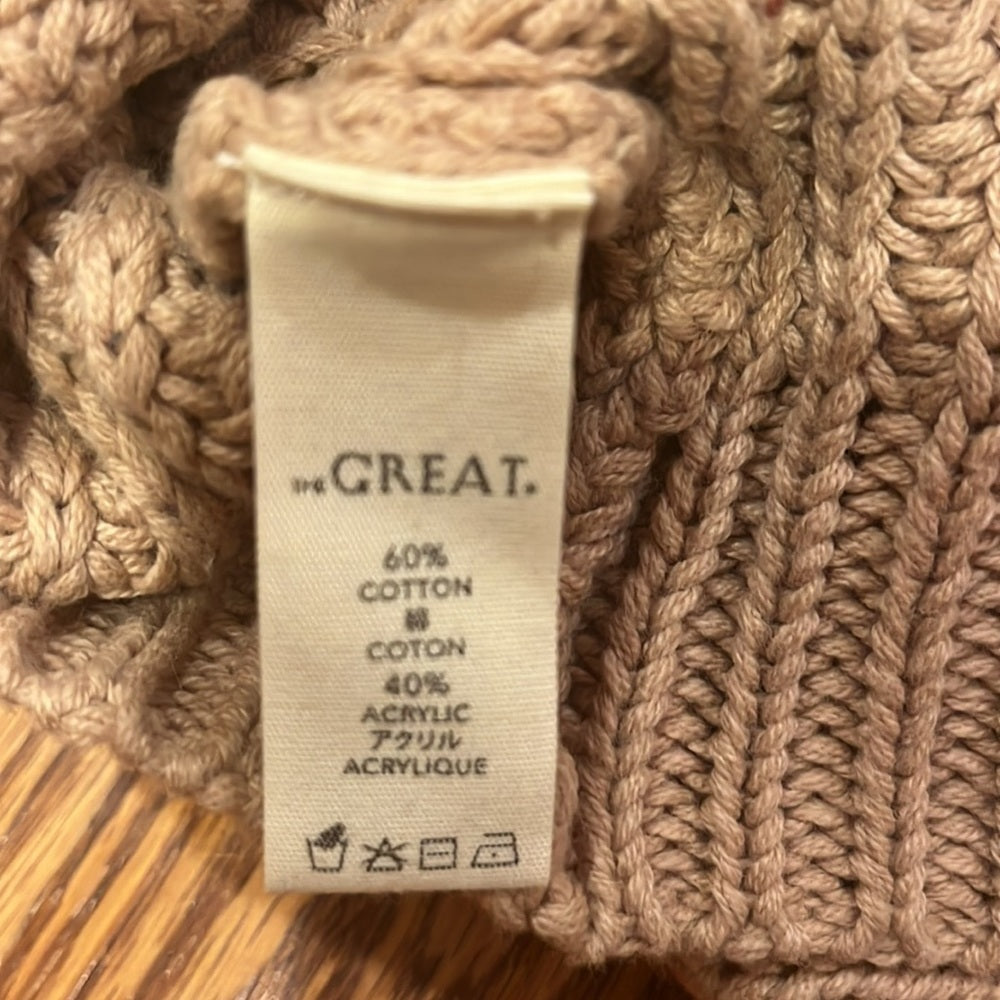 THE GREAT.
60%
COTTON
綿
COTON
40%
ACRYLIC
アクリル
ACRYLIQUE